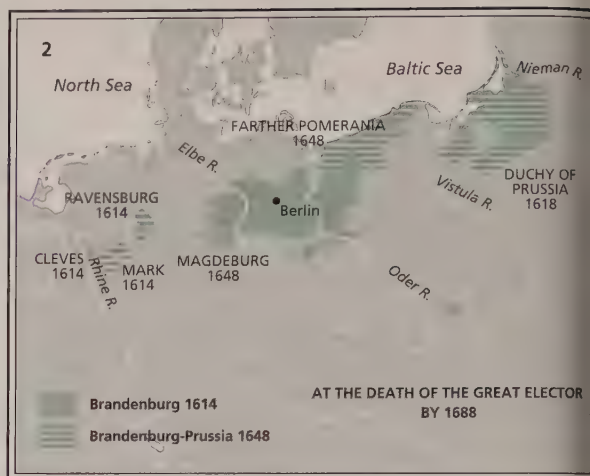 2
North Sea
Baltic Sea
Nieman R.
FARTHER POMERANIA
1648
Elbe R.
DUCHY OF
PRUSSIA
1618
Vistula R.
RAVENSBURG
1614
Berlin
CLEVES
1614
Rhine R.
MARK
1614
MAGDEBURG
1648
Oder R.
Brandenburg 1614
Brandenburg-Prussia 1648
AT THE DEATH OF THE GREAT ELECTOR
BY 1688